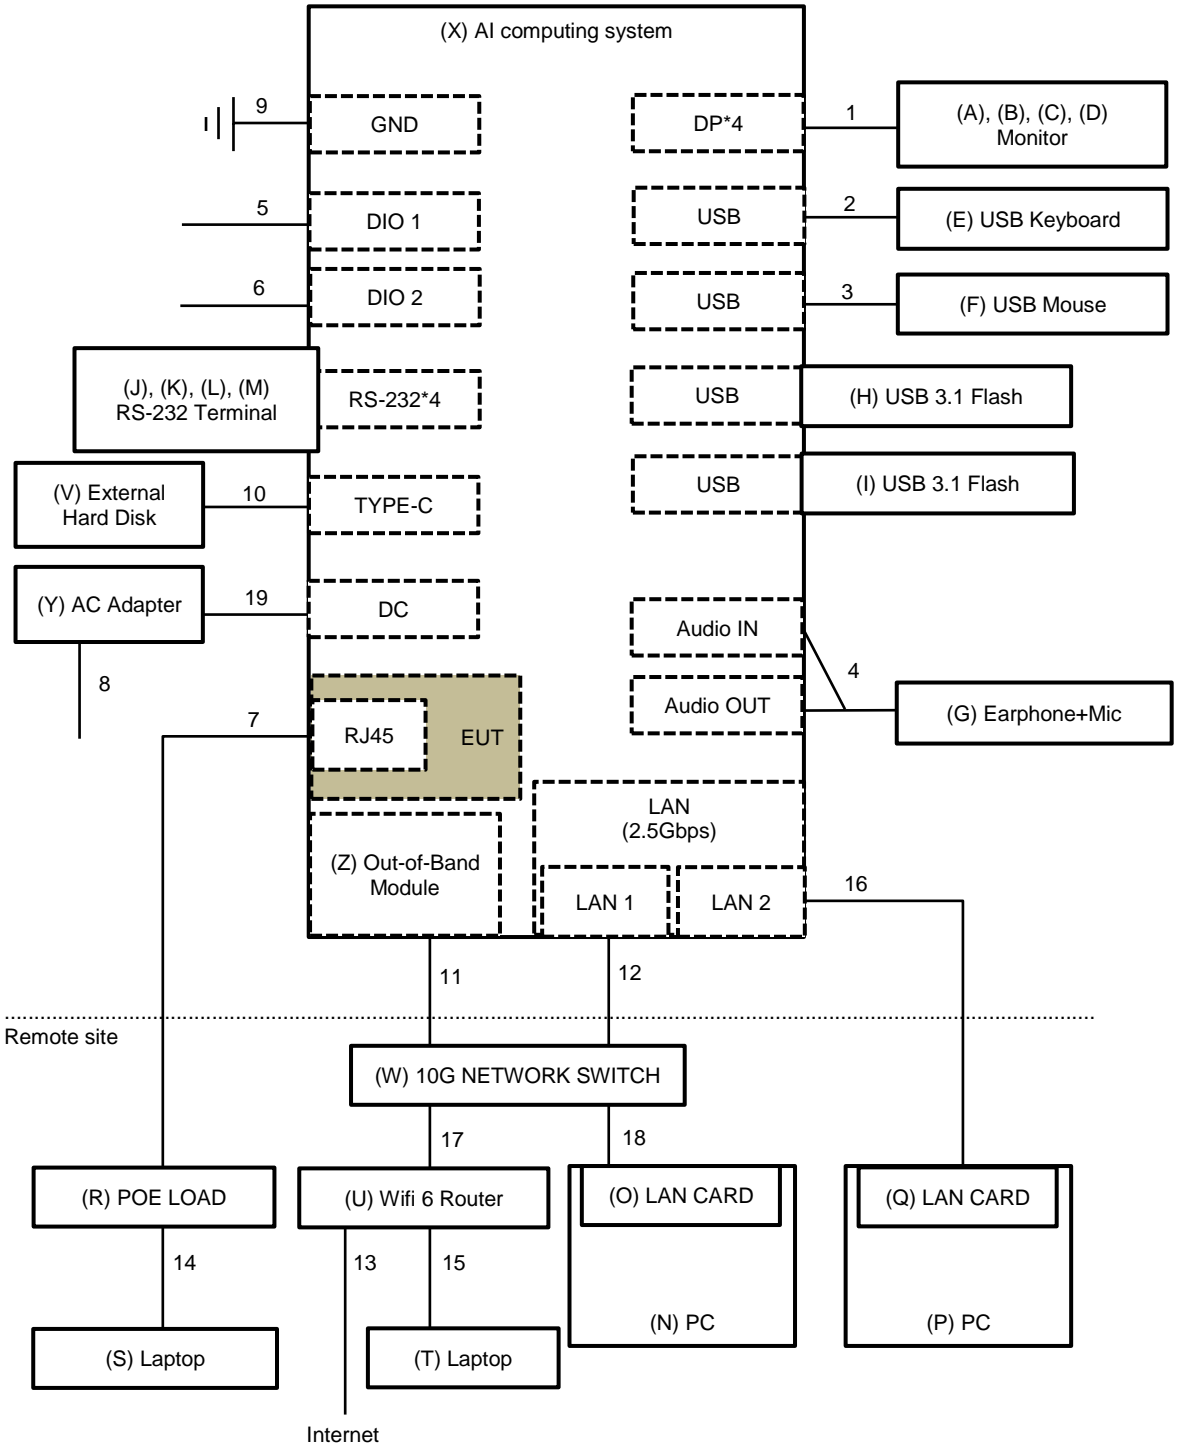 (X) AI computing system
9
GND
DP*4
1
(A), (B), (C), (D)
Monitor
5
DIO 1
USB
2
(E) USB Keyboard
6
DIO 2
USB
3
(F) USB Mouse
(J), (K), (L), (M)
RS-232 Terminal
RS-232*4
USB
(H) USB 3.1 Flash
(V) External
Hard Disk
10
TYPE-C
USB
(I) USB 3.1 Flash
(Y) AC Adapter
19
DC
Audio IN
4
8
Audio OUT
(G) Earphone+Mic
7
RJ45
EUT
LAN
(2.5Gbps)
(Z) Out-of-Band
Module
LAN 1
LAN 2
16
11
12
Remote site
(W) 10G NETWORK SWITCH
17
18
(R) POE LOAD
(U) Wifi 6 Router
(O) LAN CARD
(Q) LAN CARD
14
13
15
(N) PC
(P) PC
(S) Laptop
(T) Laptop
Internet